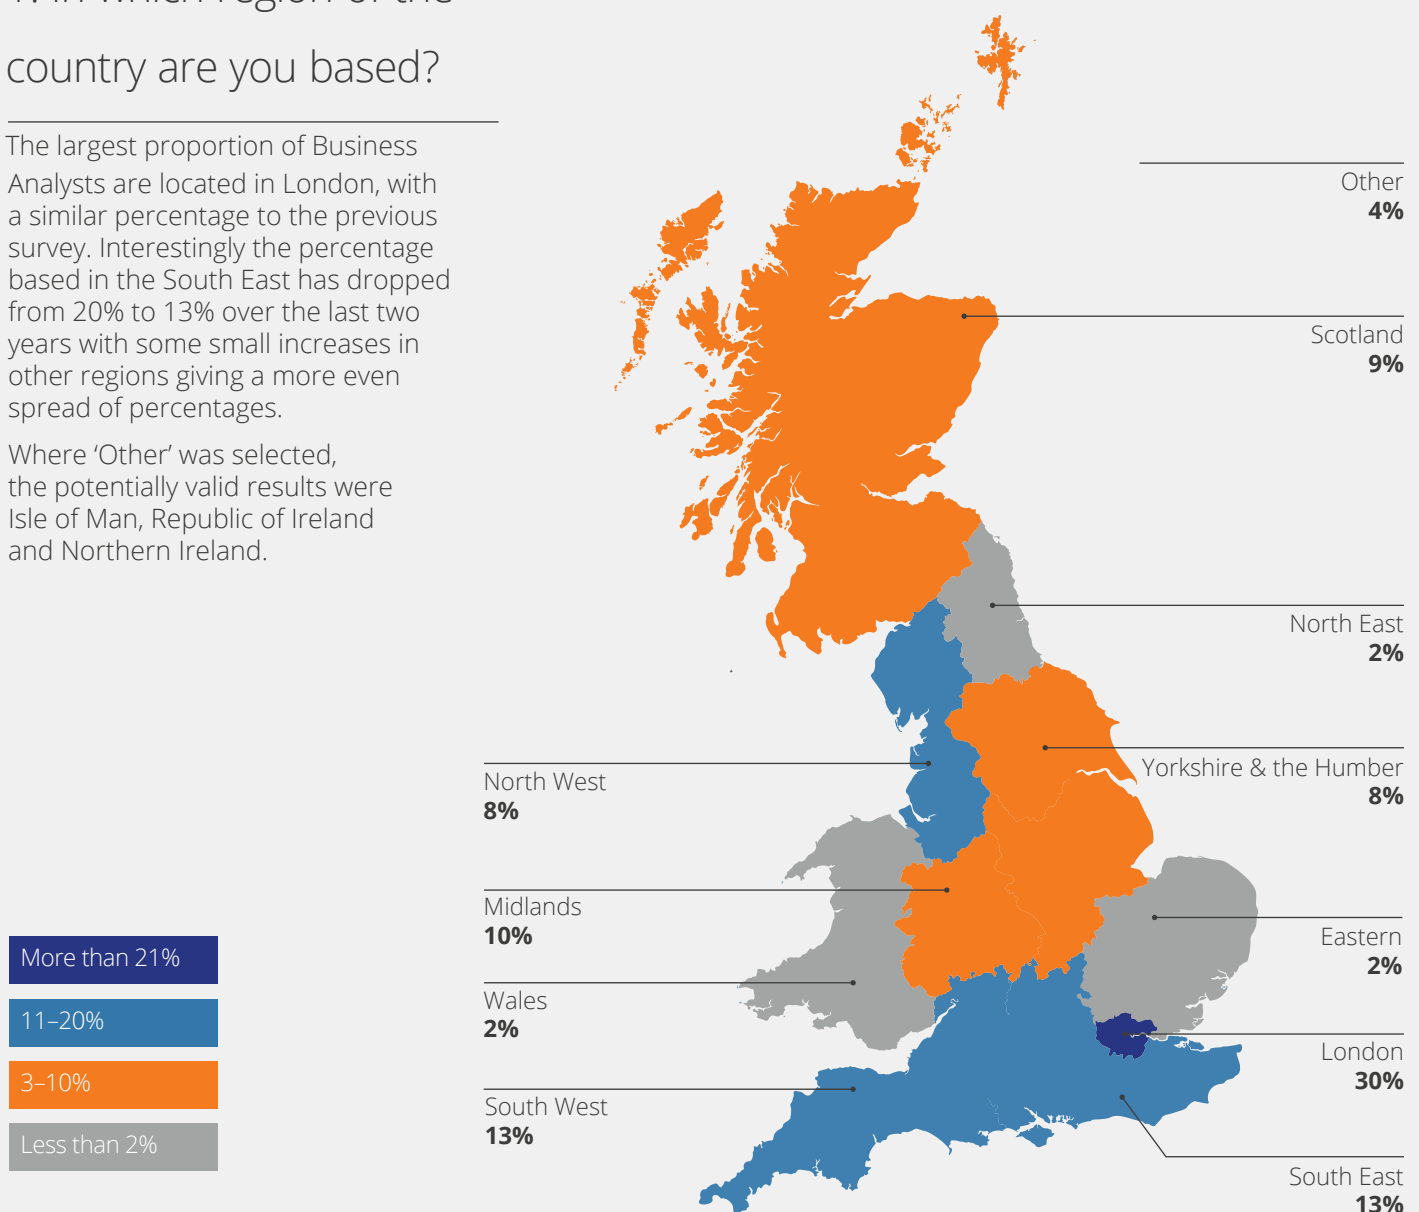 country are you based?
The largest proportion of Business
Analysts are located in London, with
a similar percentage to the previous
survey. Interestingly the percentage
based in the South East has dropped
from 20% to 13% over the last two
years with some small increases in
other regions giving a more even
spread of percentages.
Where ‘Other’ was selected,
the potentially valid results were
Isle of Man, Republic of Ireland
and Northern Ireland.
Other
4%
Scotland
9%
North East
2%
Yorkshire & the Humber
8%
North West
8%
Midlands
10%
Eastern
2%
Wales
2%
London
30%
South West
13%
South East
13%
More than 21%
11–20%
3–10%
Less than 2%